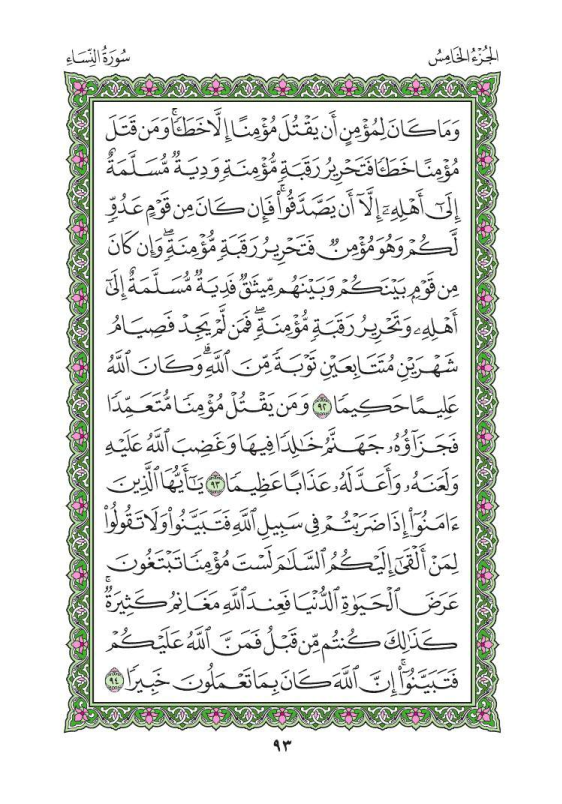 الجُزْءُ الخَامِسُ
سُورَةُ النِّسَاءِ
وَمَا كَانَ لِمُؤْمِنٍ أَن يَقْتُلَ مُؤْمِنًا إِلَّا خَطَـًٔا ۚ وَمَن قَتَلَ
مُؤْمِنًا خَطَـًٔا فَتَحْرِيرُ رَقَبَةٍ مُّؤْمِنَةٍ وَدِيَةٌ مُّسَلَّمَةٌ
إِلَىٰٓ أَهْلِهِۦٓ إِلَّآ أَن يَصَّدَّقُوا۟ ۚ فَإِن كَانَ مِن قَوْمٍ عَدُوٍّ
لَّكُمْ وَهُوَ مُؤْمِنٌ فَتَحْرِيرُ رَقَبَةٍ مُّؤْمِنَةٍ ۖ وَإِن كَانَ
مِن قَوْمٍۭ بَيْنَكُمْ وَبَيْنَهُم مِّيثَٰقٌ فَدِيَةٌ مُّسَلَّمَةٌ إِلَىٰٓ
أَهْلِهِۦ وَتَحْرِيرُ رَقَبَةٍ مُّؤْمِنَةٍ ۖ فَمَن لَّمْ يَجِدْ فَصِيَامُ
شَهْرَيْنِ مُتَتَابِعَيْنِ تَوْبَةً مِّنَ ٱللَّهِ ۗ وَكَانَ ٱللَّهُ
عَلِيمًا حَكِيمًا ٩٢ وَمَن يَقْتُلْ مُؤْمِنًا مُّتَعَمِّدًا
فَجَزَآؤُهُۥ جَهَنَّمُ خَٰلِدًا فِيهَا وَغَضِبَ ٱللَّهُ عَلَيْهِ
وَلَعَنَهُۥ وَأَعَدَّ لَهُۥ عَذَابًا عَظِيمًا ٩٣ يَٰٓأَيُّهَا ٱلَّذِينَ
ءَامَنُوٓا۟ إِذَا ضَرَبْتُمْ فِى سَبِيلِ ٱللَّهِ فَتَبَيَّنُوا۟ وَلَا تَقُولُوا۟
لِمَنْ أَلْقَىٰٓ إِلَيْكُمُ ٱلسَّلَٰمَ لَسْتَ مُؤْمِنًا تَبْتَغُونَ
عَرَضَ ٱلْحَيَوٰةِ ٱلدُّنْيَا فَعِندَ ٱللَّهِ مَغَانِمُ كَثِيرَةٌ ۚ
كَذَٰلِكَ كُنتُم مِّن قَبْلُ فَمَنَّ ٱللَّهُ عَلَيْكُمْ
فَتَبَيَّنُوٓا۟ ۚ إِنَّ ٱللَّهَ كَانَ بِمَا تَعْمَلُونَ خَبِيرًا ٩٤
٩٣